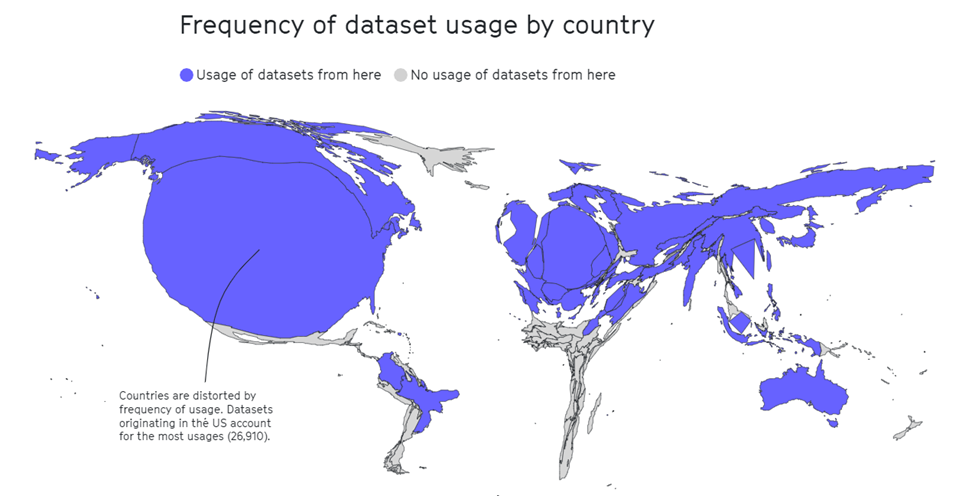 Frequency of dataset usage by country
Usage of datasets from here No usage of datasets from here
Countries are distorted by
frequency of usage. Datasets
originating in the US account
for the most usages (26,910).